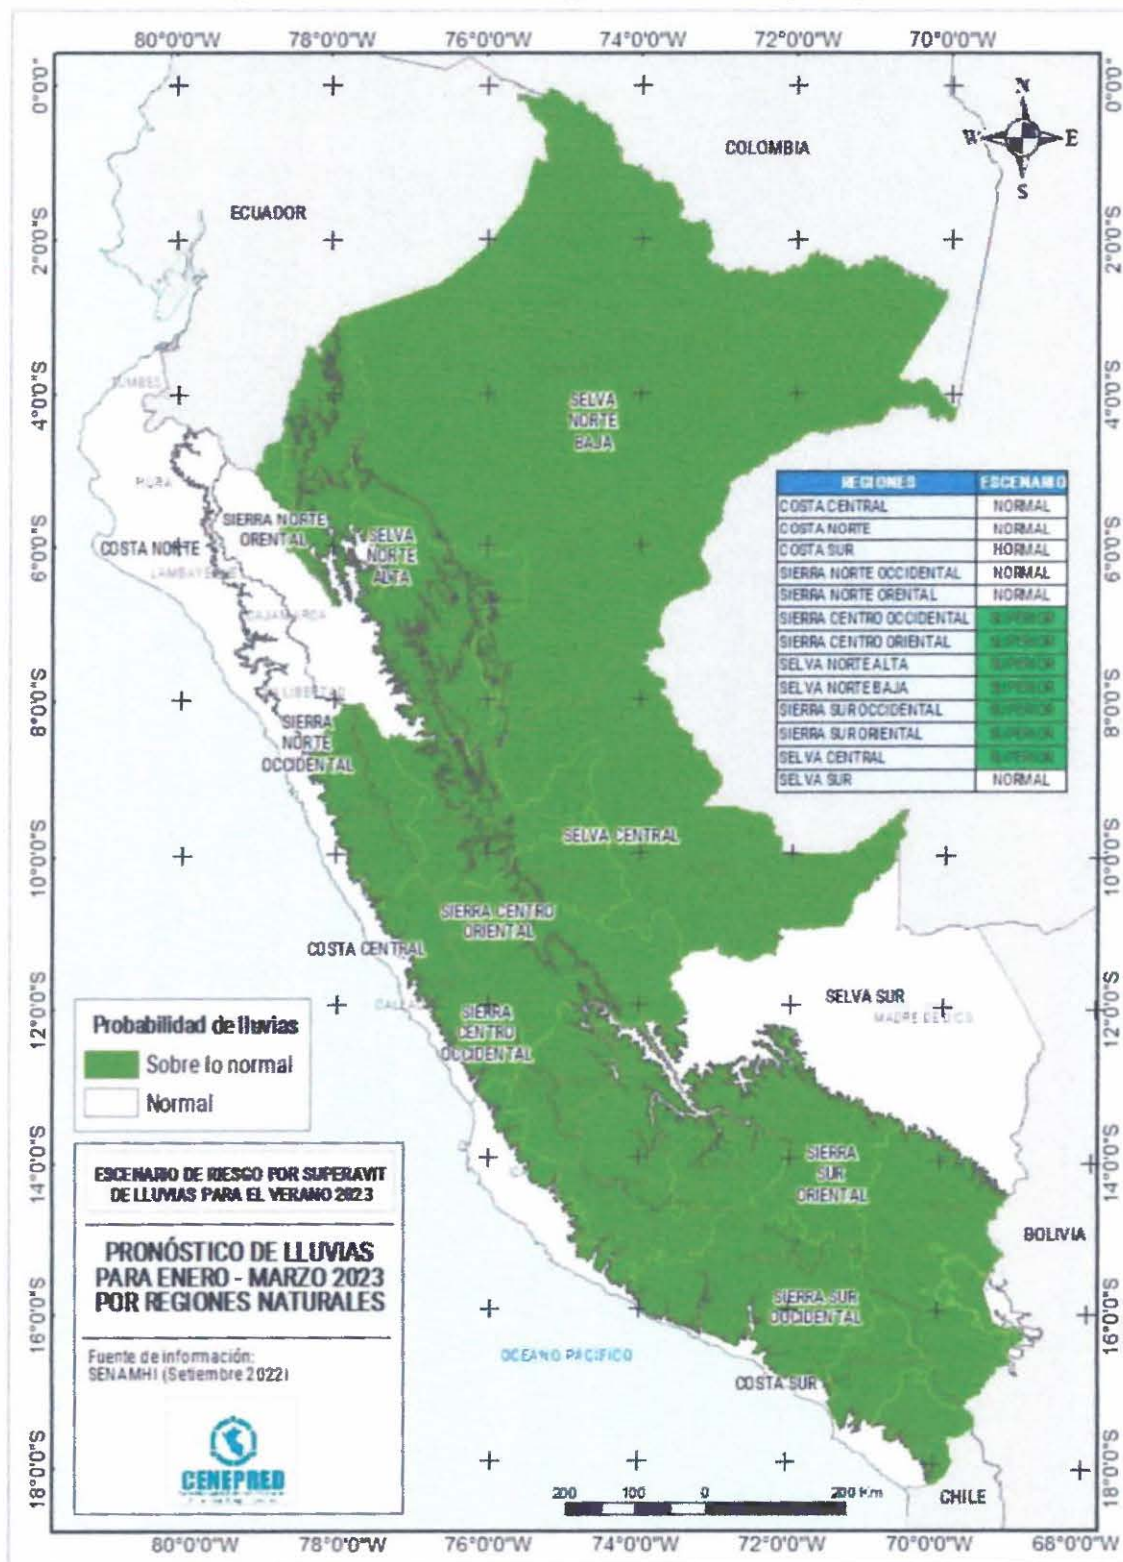 80°0'0"W 78°0'0"W 76°0'0"W 74°0'0"W 72°0'0"W 70°0'0"W
0°0'0"
2°0'0"S
4°0'0"S
6°0'0"S
8°0'0"S
10°0'0"S
12°0'0"S
14°0'0"S
16°0'0"S
18°0'0"S
N
W E
S
COLOMBIA
ECUADOR
TUMBES
SELVA
NORTE
BAJA
PIURA
SIERRA NORTE
ORENTAL
SELVA
NORTE
ALTA
COSTA NORTE
LAMBAYEQUE
CAJAMARCA
LA LIBERTAD
SIERRA
NORTE
OCCIDENTAL
REGIONES ESCENARIO
COSTA CENTRAL NORMAL
COSTA NORTE NORMAL
COSTA SUR NORMAL
SIERRA NORTE OCCIDENTAL NORMAL
SIERRA NORTE ORENTAL NORMAL
SIERRA CENTRO OCCIDENTAL SUPERIOR
SIERRA CENTRO ORIENTAL SUPERIOR
SELVA NORTE ALTA SUPERIOR
SELVA NORTE BAJA SUPERIOR
SIERRA SUR OCCIDENTAL SUPERIOR
SIERRA SUR ORIENTAL SUPERIOR
SELVA CENTRAL SUPERIOR
SELVA SUR NORMAL
SELVA CENTRAL
SIERRA CENTRO
ORIENTAL
COSTA CENTRAL
CALLAO
SIERRA
CENTRO
OCCIDENTAL
SELVA SUR
MADRE DE DIOS
SIERRA
SUR
ORIENTAL
BOLIVIA
SIERRA SUR
OCCIDENTAL
OCEANO PACIFICO
COSTA SUR
CHILE
Probabilidad de lluvias
Sobre lo normal
Normal
ESCENARIO DE RIESGO POR SUPERAVIT
DE LLUVIAS PARA EL VERANO 2023
PRONÓSTICO DE LLUVIAS
PARA ENERO - MARZO 2023
POR REGIONES NATURALES
Fuente de información:
SENAMHI (Setiembre 2022)
CENEPRED
200 100 0 200 Km
0°0'0"
2°0'0"S
4°0'0"S
6°0'0"S
8°0'0"S
10°0'0"S
12°0'0"S
14°0'0"S
16°0'0"S
18°0'0"S
80°0'0"W 78°0'0"W 76°0'0"W 74°0'0"W 72°0'0"W 70°0'0"W 68°0'0"W